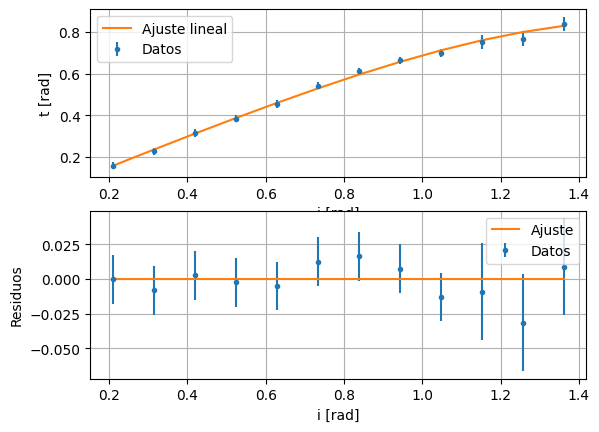 Ajuste lineal
Datos
t [rad]
0.8
0.6
0.4
0.2
0.2 0.4 0.6 0.8 1.0 1.2 1.4
i [rad]
Ajuste
Datos
Residuos
0.025
0.000
−0.025
−0.050
0.2 0.4 0.6 0.8 1.0 1.2 1.4
i [rad]